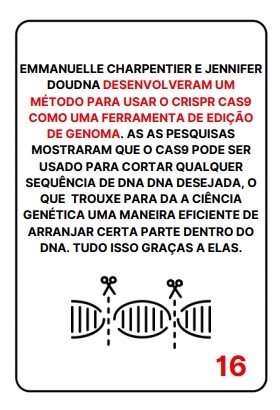 EMMANUELLE CHARPENTIER E JENNIFER
DOUDNA DESENVOLVERAM UM
MÉTODO PARA USAR O CRISPR CAS9
COMO UMA FERRAMENTA DE EDIÇÃO
DE GENOMA. AS AS PESQUISAS
MOSTRARAM QUE O CAS9 PODE SER
USADO PARA CORTAR QUALQUER
SEQUÊNCIA DE DNA DNA DESEJADA, O
QUE TROUXE PARA DA A CIÊNCIA
GENÉTICA UMA MANEIRA EFICIENTE DE
ARRANJAR CERTA PARTE DENTRO DO
DNA. TUDO ISSO GRAÇAS A ELAS.
16